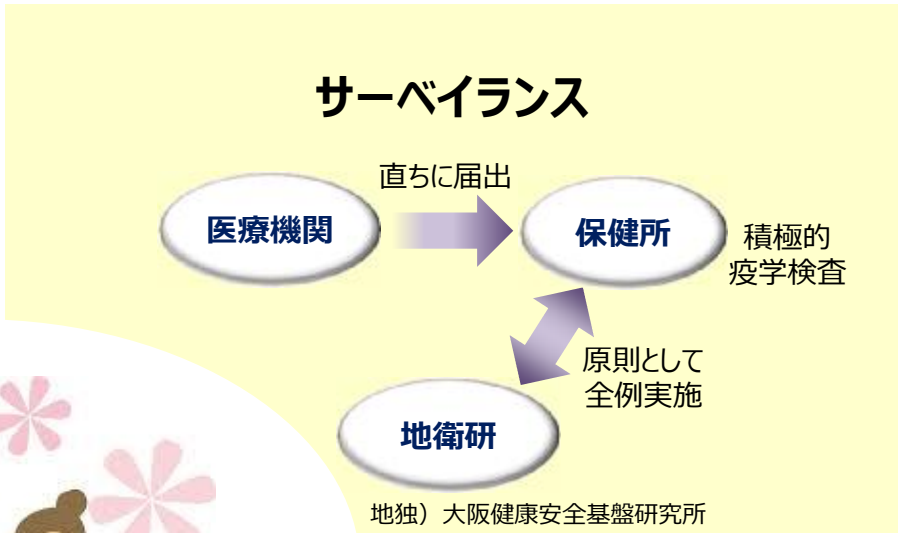 サーベイランス
直ちに届出
医療機関
保健所
積極的
疫学検査
原則として
全例実施
地衛研
地独）大阪健康安全基盤研究所